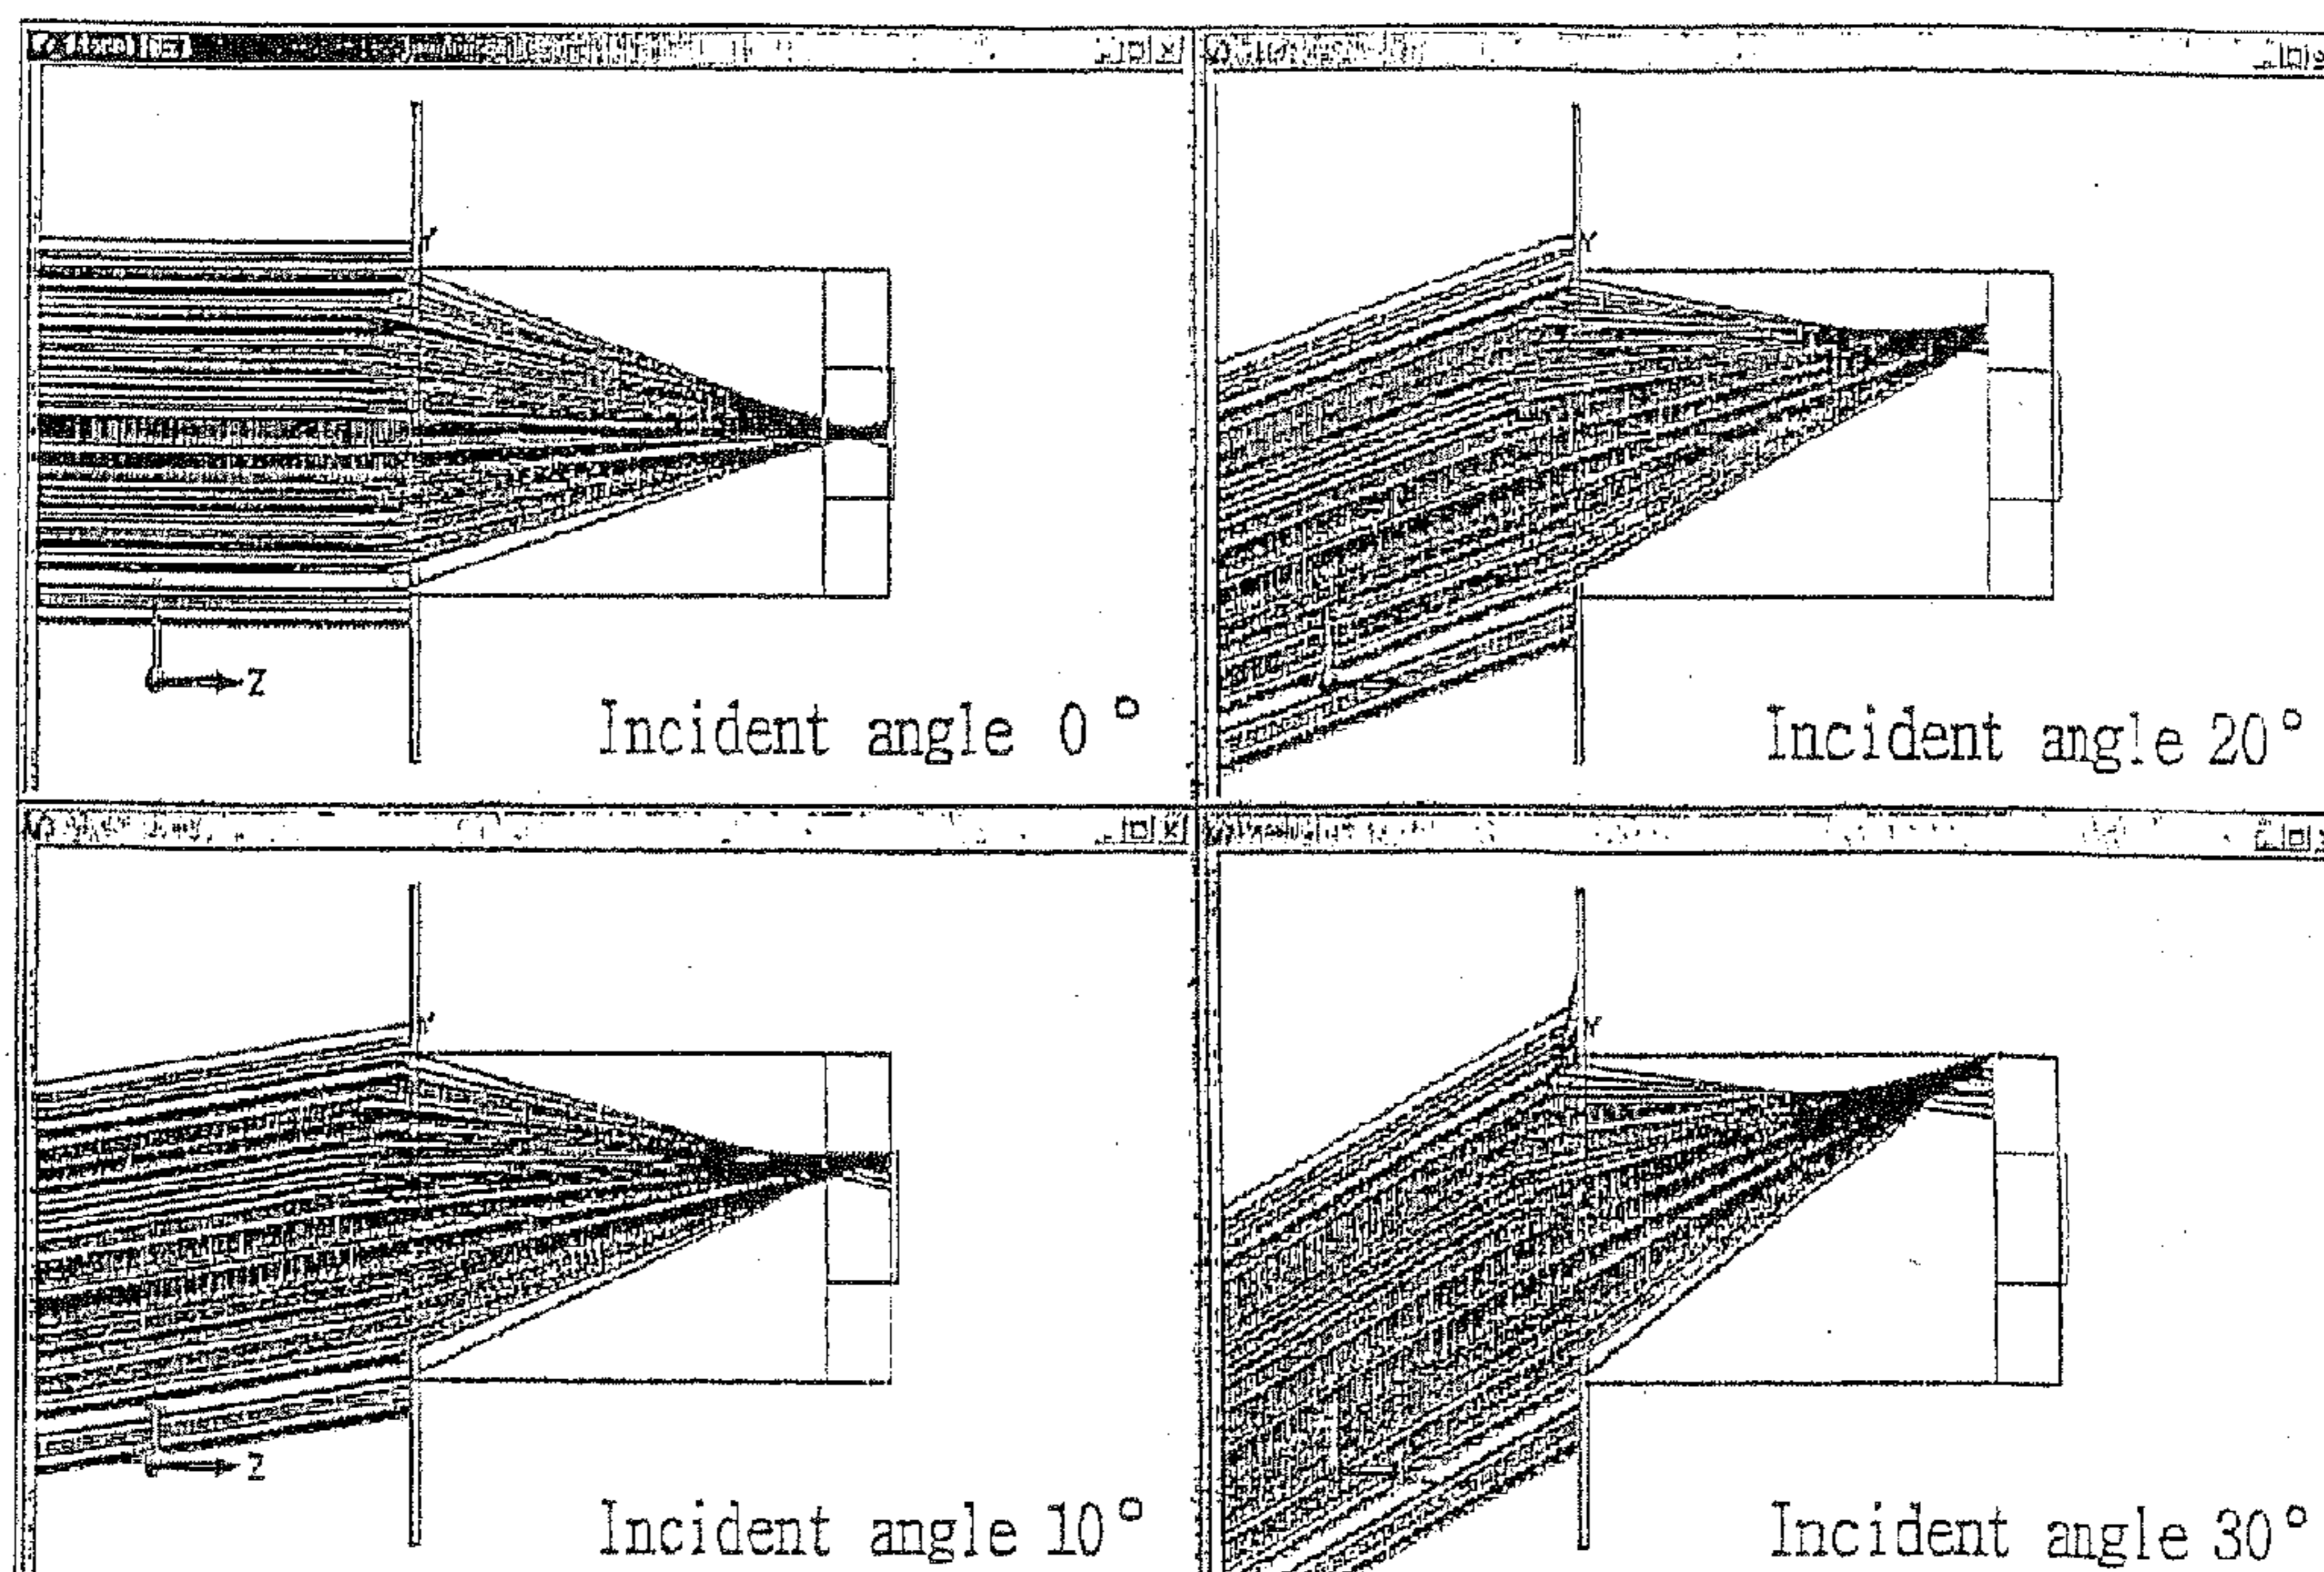 Y
Z
Incident angle 0°
Y
Incident angle 20°
Y
Z
Incident angle 10°
Y
Incident angle 30°